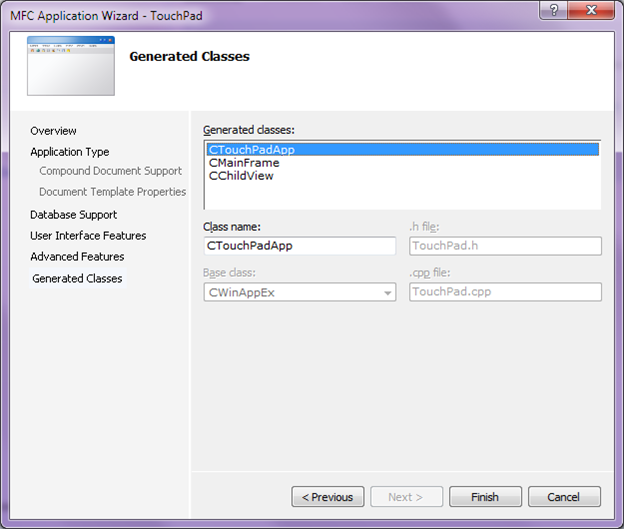 MFC Application Wizard - TouchPad
?
Generated Classes
Overview
Application Type
Compound Document Support
Document Template Properties
Database Support
User Interface Features
Advanced Features
Generated Classes
Generated classes:
CTouchPadApp
CMainFrame
CChildView
Class name:
.h file:
CTouchPadApp
TouchPad.h
Base class:
.cpp file:
CWinAppEx
TouchPad.cpp
< Previous
Next >
Finish
Cancel